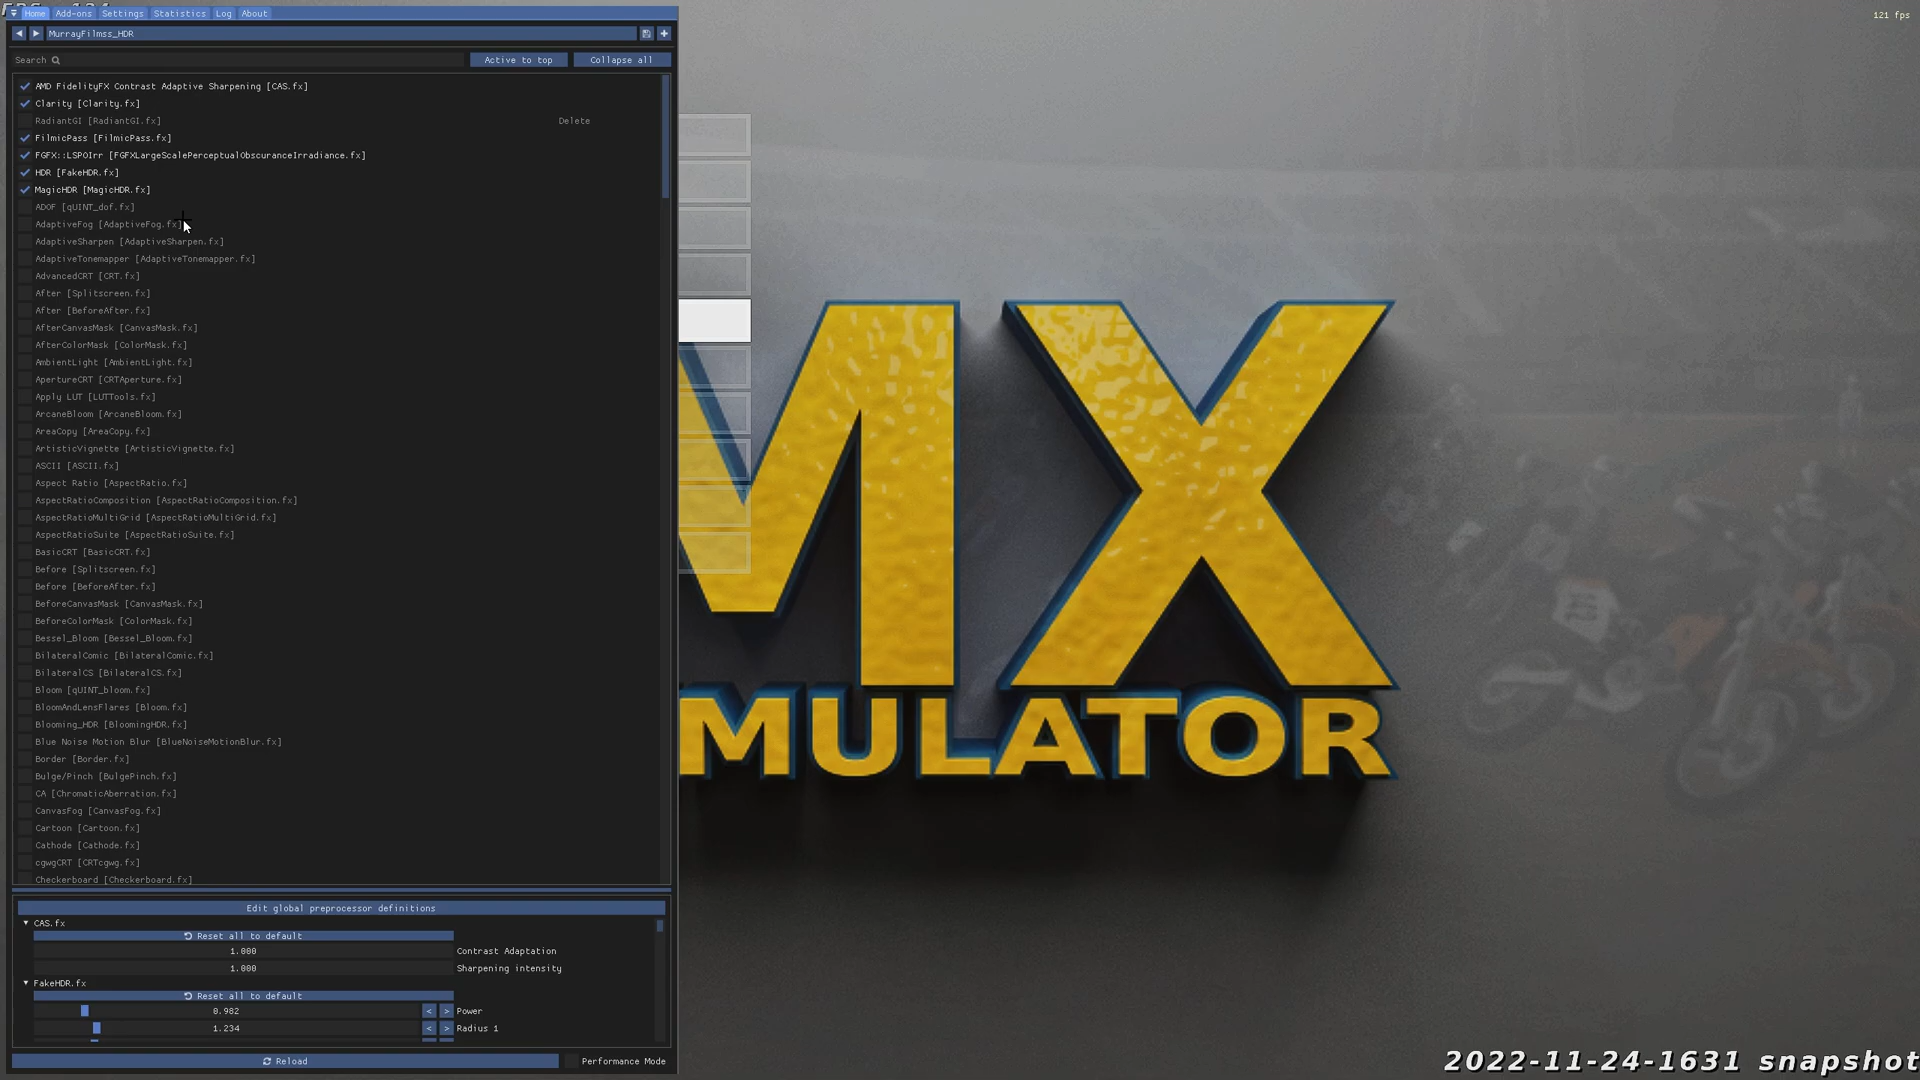 Home Add-ons Settings Statistics Log About
121 fps
MurrayFilmss_HDR
Search Active to top Collapse all
AMD FidelityFX Contrast Adaptive Sharpening [CAS.fx]
Clarity [Clarity.fx]
RadiantGI [RadiantGI.fx] Delete
FilmicPass [FilmicPass.fx]
FGFX::LSPOIrr [FGFXLargeScalePerceptualObscuranceIrradiance.fx]
HDR [FakeHDR.fx]
MagicHDR [MagicHDR.fx]
ADOF [qUINT_dof.fx]
AdaptiveFog [AdaptiveFog.fx]
AdaptiveSharpen [AdaptiveSharpen.fx]
AdaptiveTonemapper [AdaptiveTonemapper.fx]
AdvancedCRT [CRT.fx]
After [Splitscreen.fx]
After [BeforeAfter.fx]
AfterCanvasMask [CanvasMask.fx]
AfterColorMask [ColorMask.fx]
AmbientLight [AmbientLight.fx]
ApertureCRT [CRTAperture.fx]
Apply LUT [LUTTools.fx]
ArcaneBloom [ArcaneBloom.fx]
AreaCopy [AreaCopy.fx]
ArtisticVignette [ArtisticVignette.fx]
ASCII [ASCII.fx]
Aspect Ratio [AspectRatio.fx]
AspectRatioComposition [AspectRatioComposition.fx]
AspectRatioMultiGrid [AspectRatioMultiGrid.fx]
AspectRatioSuite [AspectRatioSuite.fx]
BasicCRT [BasicCRT.fx]
Before [Splitscreen.fx]
Before [BeforeAfter.fx]
BeforeCanvasMask [CanvasMask.fx]
BeforeColorMask [ColorMask.fx]
Bessel_Bloom [Bessel_Bloom.fx]
BilateralComic [BilateralComic.fx]
BilateralCS [BilateralCS.fx]
Bloom [qUINT_bloom.fx]
BloomAndLensFlares [Bloom.fx]
Blooming_HDR [BloomingHDR.fx]
Blue Noise Motion Blur [BlueNoiseMotionBlur.fx]
Border [Border.fx]
Bulge/Pinch [BulgePinch.fx]
CA [ChromaticAberration.fx]
CanvasFog [CanvasFog.fx]
Cartoon [Cartoon.fx]
Cathode [Cathode.fx]
cgwgCRT [CRTcgwg.fx]
Checkerboard [Checkerboard.fx]
MX
MULATOR
Edit global preprocessor definitions
CAS.fx
Reset all to default
1.000 Contrast Adaptation
1.000 Sharpening intensity
FakeHDR.fx
Reset all to default
0.982 < > Power
1.234 < > Radius 1
Reload Performance Mode
2022-11-24-1631 snapshot